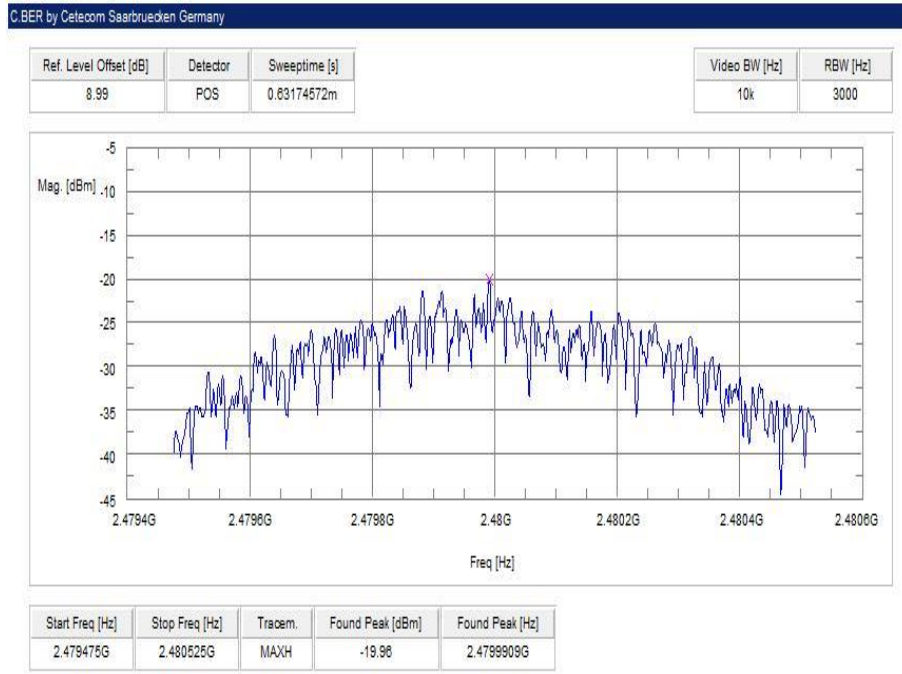 C.BER by Cetecom Saarbruecken Germany
Ref. Level Offset [dB] Detector Sweeptime [s] Video BW [Hz] RBW [Hz]
8.99 POS 0.63174572m 10k 3000
-5
Mag. [dBm] -10
-15
-20
-25
-30
-35
-40
-45
2.4794G 2.4796G 2.4798G 2.48G 2.4802G 2.4804G 2.4806G
Freq [Hz]
Start Freq [Hz] Stop Freq [Hz] Tracem. Found Peak [dBm] Found Peak [Hz]
2.479475G 2.480525G MAXH -19.96 2.4799909G